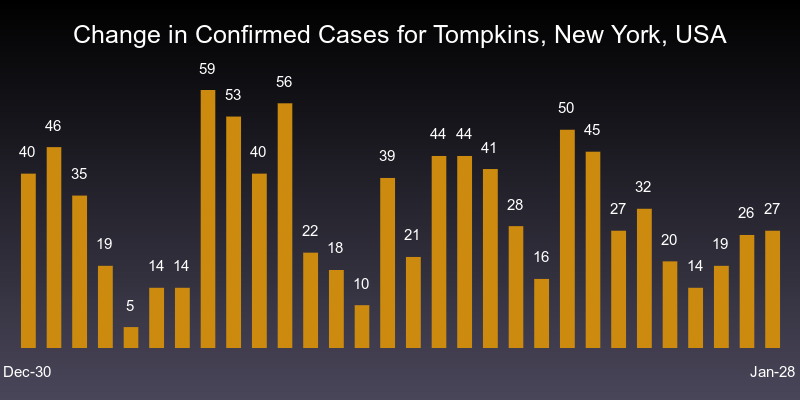 Change in Confirmed Cases for Tompkins, New York, USA
40 46 35 19 5 14 14 59 53 40 56 22 18 10 39 21 44 44 41 28 16 50 45 27 32 20 14 19 26 27
Dec-30 Jan-28